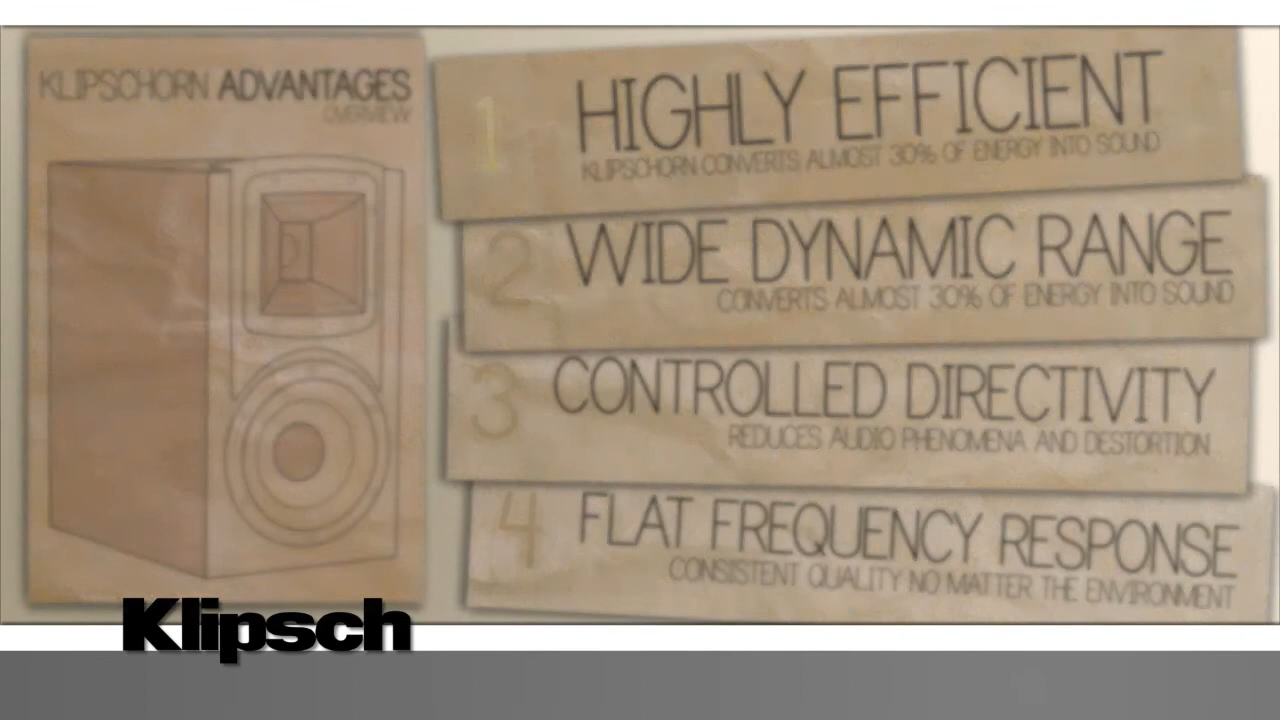 KLIPSCHORN ADVANTAGES
OVERVIEW
1
HIGHLY EFFICIENT
KLIPSCHORN CONVERTS ALMOST 30% OF ENERGY INTO SOUND
2
WIDE DYNAMIC RANGE
CONVERTS ALMOST 30% OF ENERGY INTO SOUND
3
CONTROLLED DIRECTIVITY
REDUCES AUDIO PHENOMENA AND DESTORTION
4
FLAT FREQUENCY RESPONSE
CONSISTENT QUALITY NO MATTER THE ENVIRONMENT
Klipsch